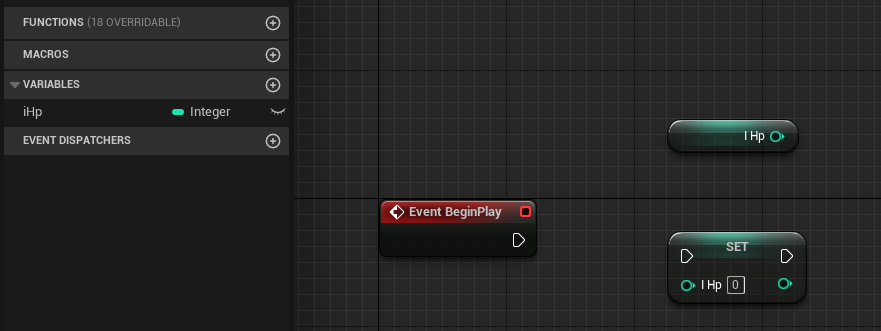 FUNCTIONS (18 OVERRIDABLE)
MACROS
VARIABLES
iHp Integer
EVENT DISPATCHERS
I Hp
Event BeginPlay
SET
I Hp 0